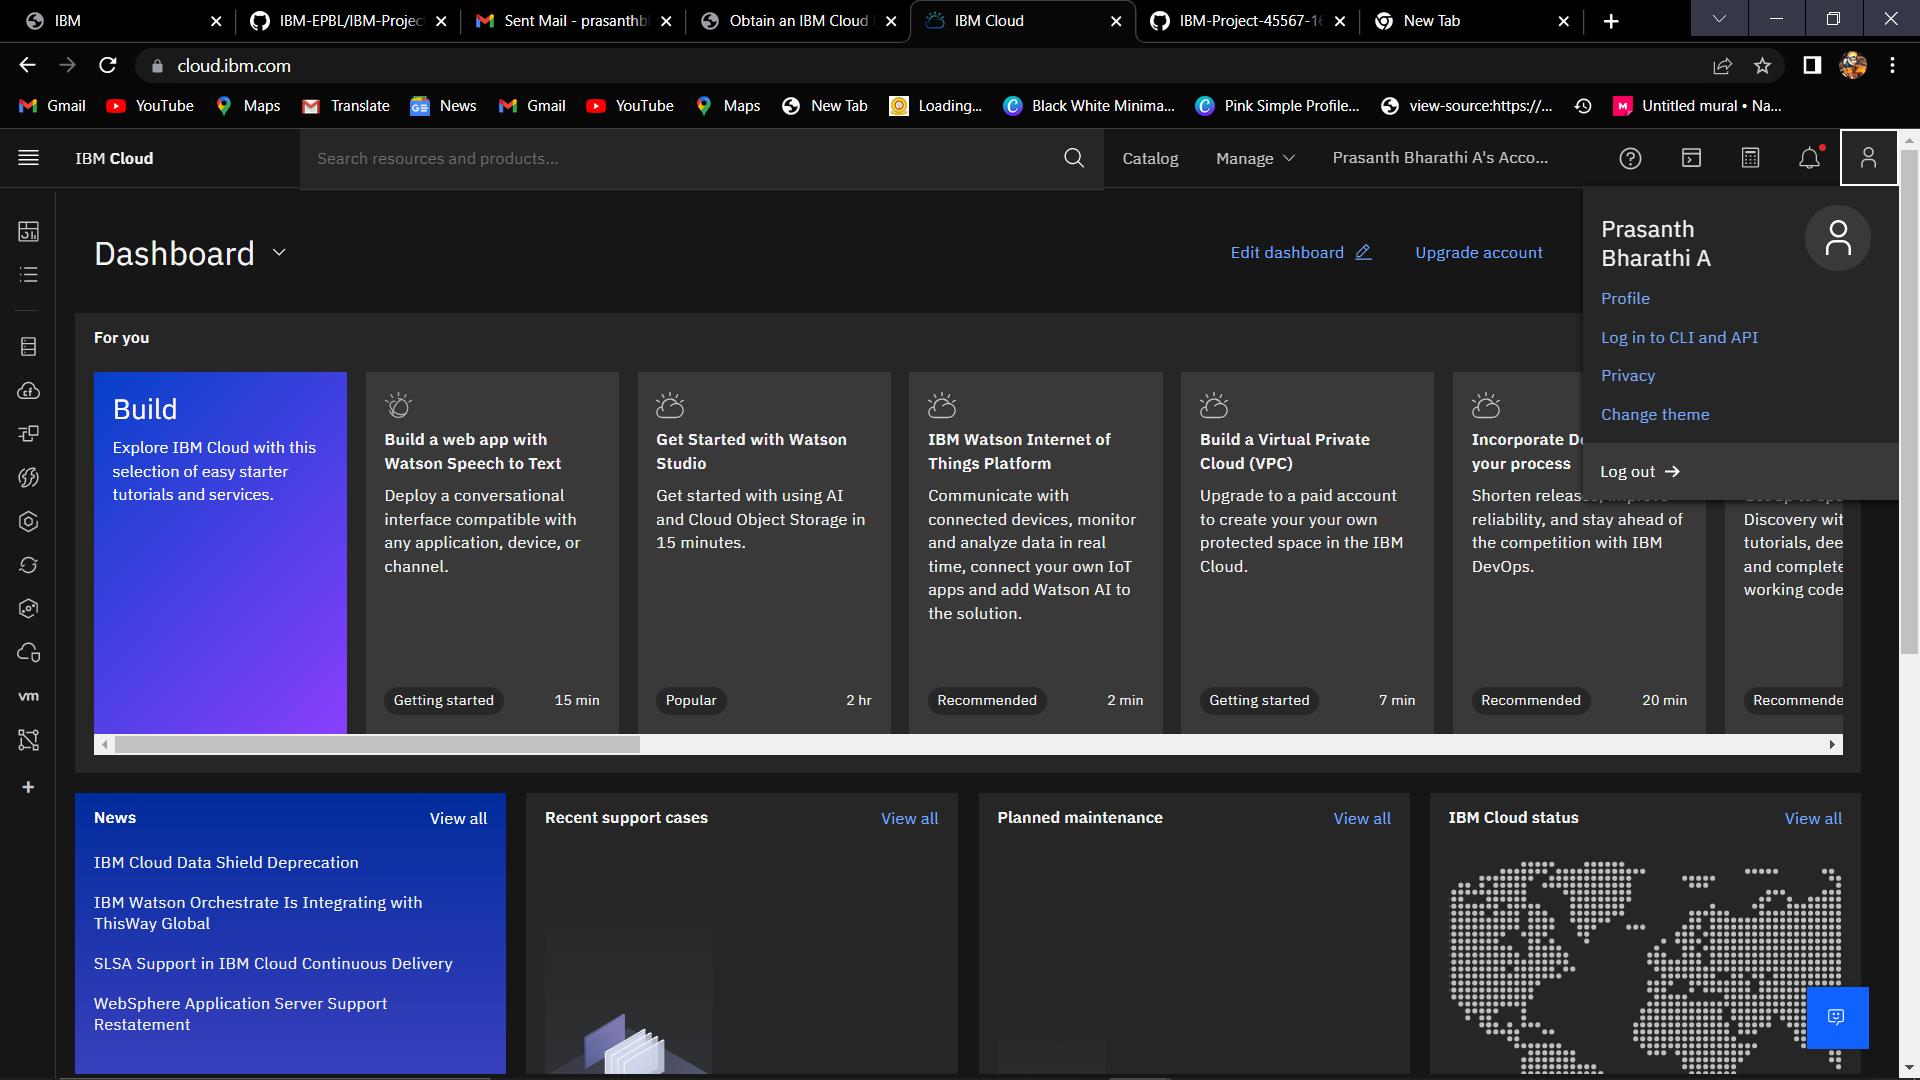 IBM
IBM-EPBL/IBM-Project
Sent Mail - prasanthb
Obtain an IBM Cloud
IBM Cloud
IBM-Project-45567-16
New Tab
cloud.ibm.com
Gmail
YouTube
Maps
Translate
News
Gmail
YouTube
Maps
New Tab
Loading...
Black White Minima...
Pink Simple Profile...
view-source:https://...
Untitled mural • Na...
IBM Cloud
Search resources and products...
Catalog
Manage
Prasanth Bharathi A's Acco...
Dashboard
Edit dashboard
Upgrade account
Prasanth
Bharathi A
Profile
Log in to CLI and API
Privacy
Change theme
Log out
For you
Build
Explore IBM Cloud with this
selection of easy starter
tutorials and services.
Build a web app with
Watson Speech to Text
Deploy a conversational
interface compatible with
any application, device, or
channel.
Getting started
15 min
Get Started with Watson
Studio
Get started with using AI
and Cloud Object Storage in
15 minutes.
Popular
2 hr
IBM Watson Internet of
Things Platform
Communicate with
connected devices, monitor
and analyze data in real
time, connect your own IoT
apps and add Watson AI to
the solution.
Recommended
2 min
Build a Virtual Private
Cloud (VPC)
Upgrade to a paid account
to create your your own
protected space in the IBM
Cloud.
Getting started
7 min
Incorporate D
your process
Shorten release
reliability, and stay ahead of
the competition with IBM
DevOps.
Recommended
20 min
Discovery wit
tutorials, dee
and complete
working code
Recommende
News
View all
IBM Cloud Data Shield Deprecation
IBM Watson Orchestrate Is Integrating with
ThisWay Global
SLSA Support in IBM Cloud Continuous Delivery
WebSphere Application Server Support
Restatement
Recent support cases
View all
Planned maintenance
View all
IBM Cloud status
View all
cf
vm